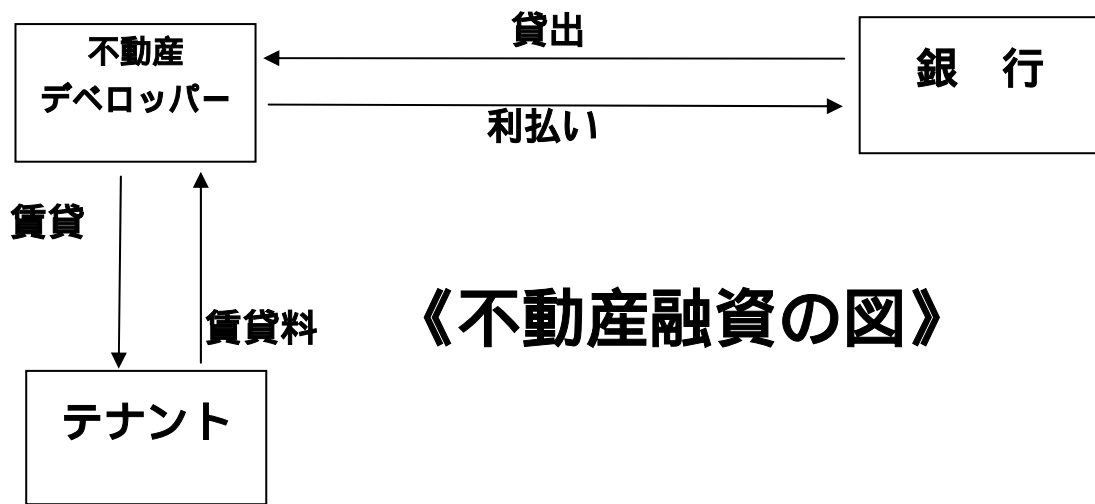 貸出
不動産
デベロッパー
銀　行
利払い
賃貸
賃貸料
《不動産融資の図》
テナント